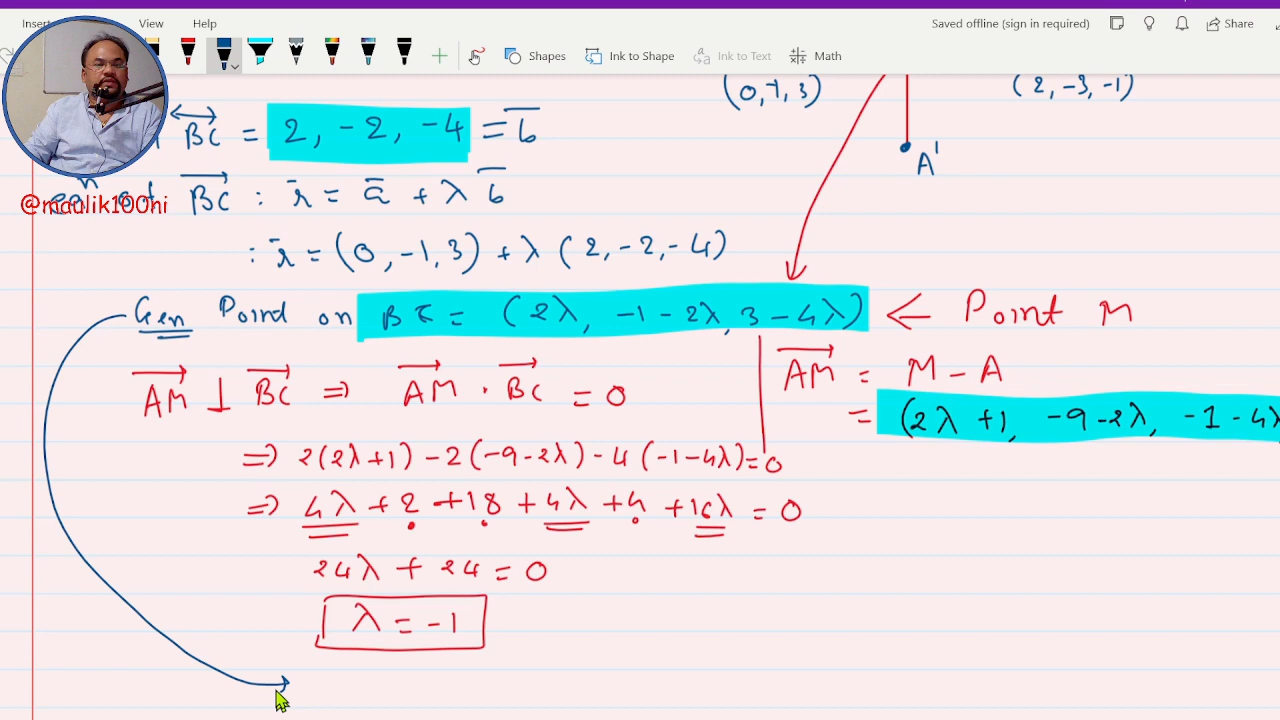 Insert View Help Saved offline (sign in required) Share
Shapes Ink to Shape Ink to Text Math
(0,-1,3) (2,-3,-1)
A'
BC = 2, -2, -4 = b
eqn of BC : r = a + λ b
@maulik100ni
: r = (0,-1,3) + λ (2,-2,-4)
Gen Point on BC = (2λ, -1-2λ, 3-4λ) ← Point M
AM ⊥ BC ⇒ AM · BC = 0
AM = M - A
= (2λ+1, -9-2λ, -1-4λ
⇒ 2(2λ+1) -2(-9-2λ) -4(-1-4λ)=0
⇒ 4λ + 2 +18 +4λ +4 +16λ = 0
24λ + 24 = 0
λ = -1